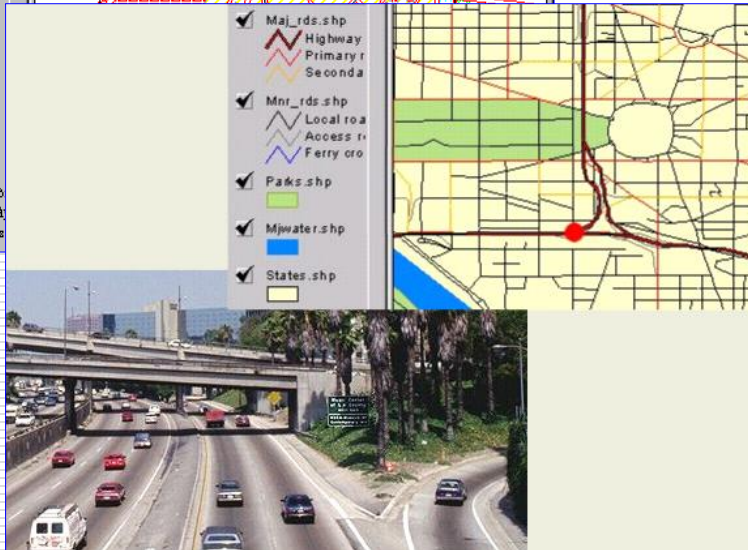 Maj_rds.shp
Highway
Primary r
Seconda
Mnr_rds.shp
Local roa
Access r
Ferry cro
Parks.shp
Mjwater.shp
States.shp